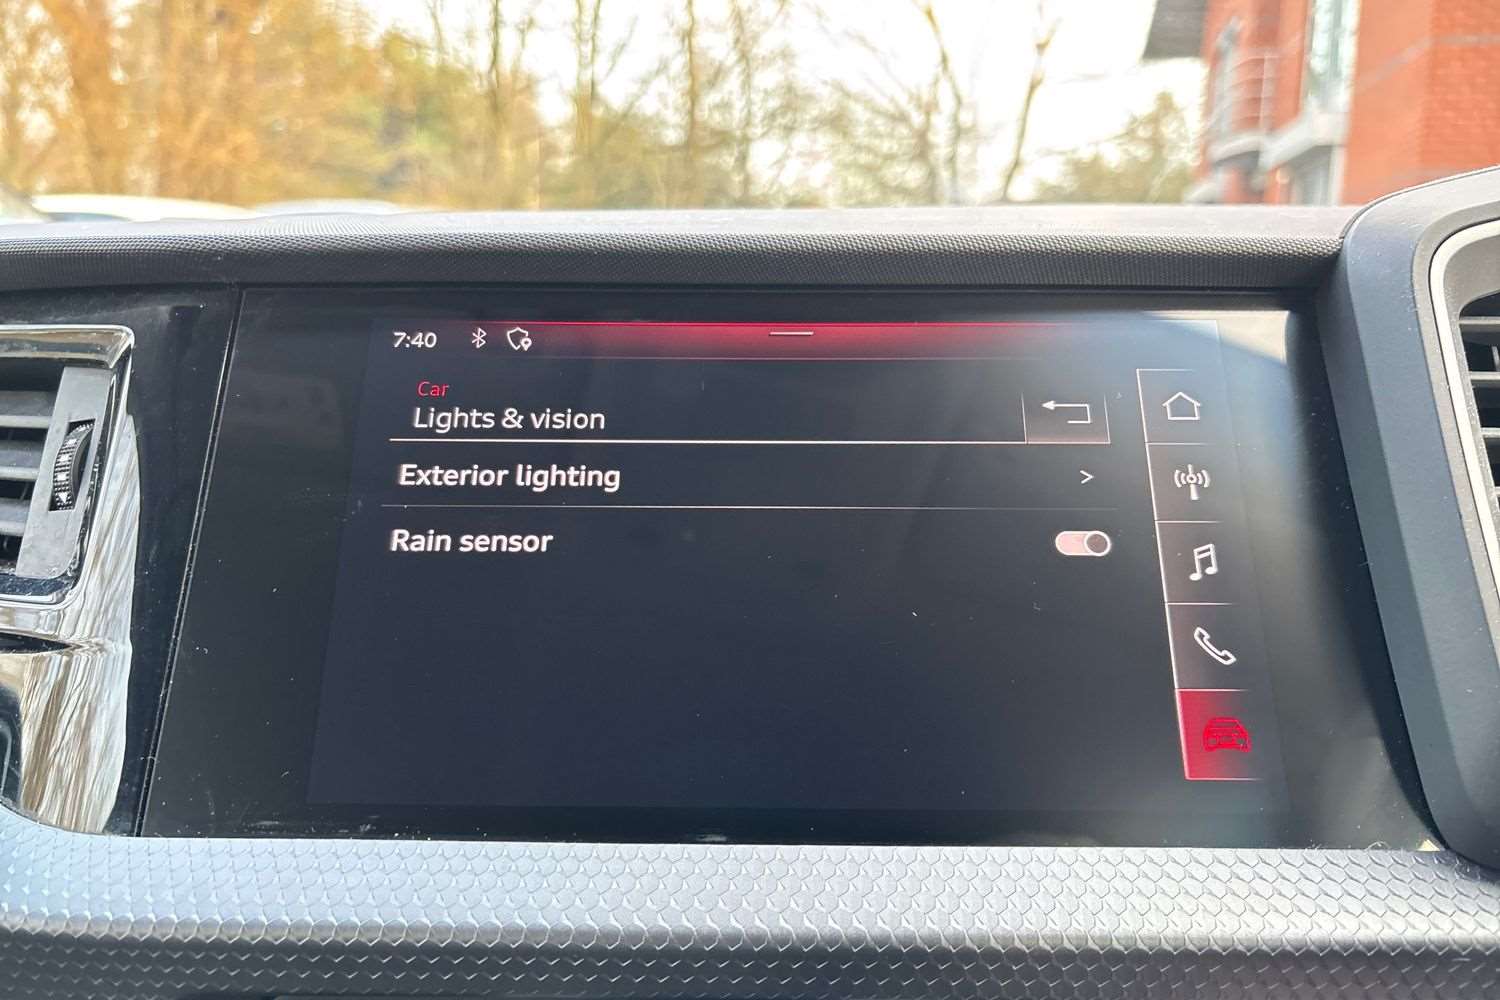 7:40
Car
Lights & vision
Exterior lighting
Rain sensor